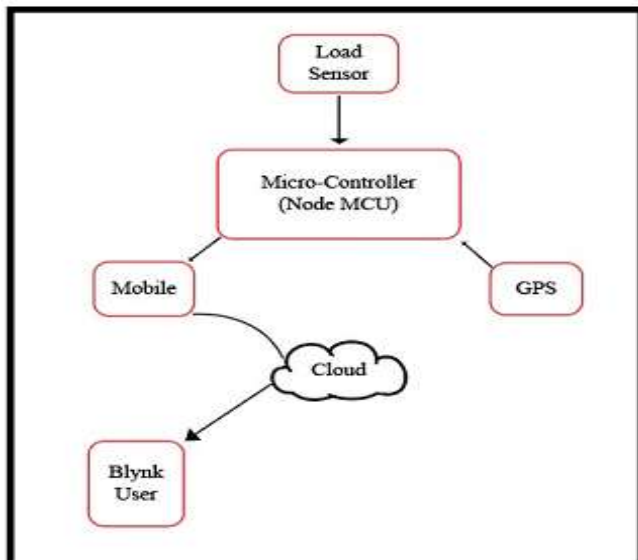 Load
Sensor
Micro-Controller
(Node MCU)
Mobile
GPS
Cloud
Blynk
User